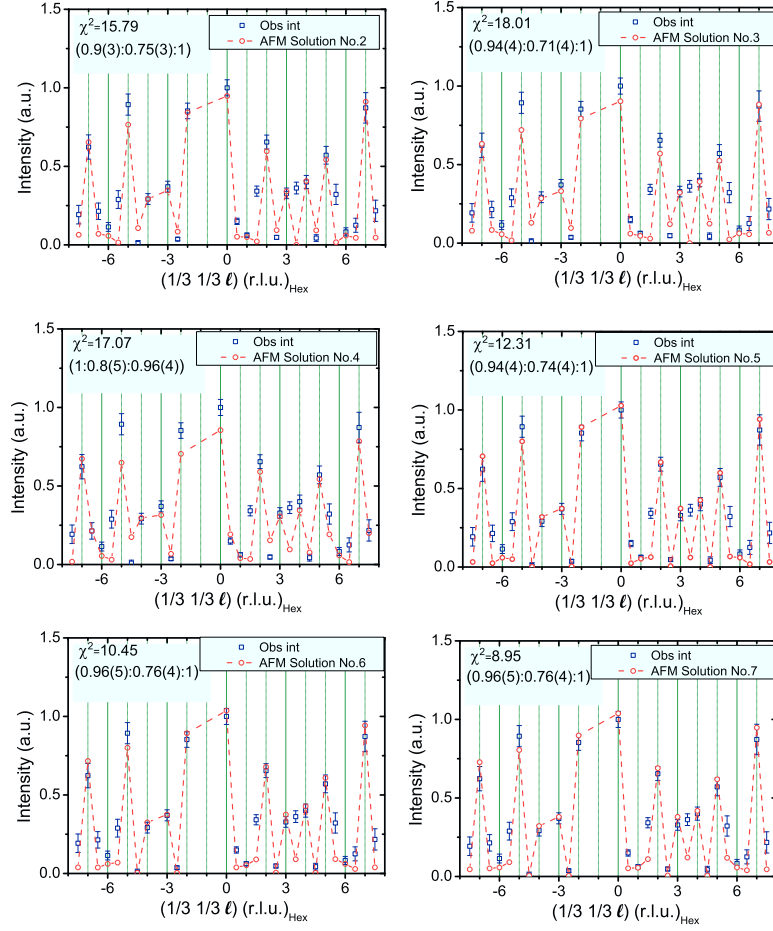 χ²=15.79
(0.9(3):0.75(3):1)
Obs int
AFM Solution No.2
Intensity (a.u.)
1.5
1.0
0.5
0.0
-6 -3 0 3 6
(1/3 1/3 ℓ) (r.l.u.)Hex
χ²=18.01
(0.94(4):0.71(4):1)
Obs int
AFM Solution No.3
Intensity (a.u.)
1.5
1.0
0.5
0.0
-6 -3 0 3 6
(1/3 1/3 ℓ) (r.l.u.)Hex
χ²=17.07
(1:0.8(5):0.96(4))
Obs int
AFM Solution No.4
Intensity (a.u.)
1.5
1.0
0.5
0.0
-6 -3 0 3 6
(1/3 1/3 ℓ) (r.l.u.)Hex
χ²=12.31
(0.94(4):0.74(4):1)
Obs int
AFM Solution No.5
Intensity (a.u.)
1.5
1.0
0.5
0.0
-6 -3 0 3 6
(1/3 1/3 ℓ) (r.l.u.)Hex
χ²=10.45
(0.96(5):0.76(4):1)
Obs int
AFM Solution No.6
Intensity (a.u.)
1.5
1.0
0.5
0.0
-6 -3 0 3 6
(1/3 1/3 ℓ) (r.l.u.)Hex
χ²=8.95
(0.96(5):0.76(4):1)
Obs int
AFM Solution No.7
Intensity (a.u.)
1.5
1.0
0.5
0.0
-6 -3 0 3 6
(1/3 1/3 ℓ) (r.l.u.)Hex